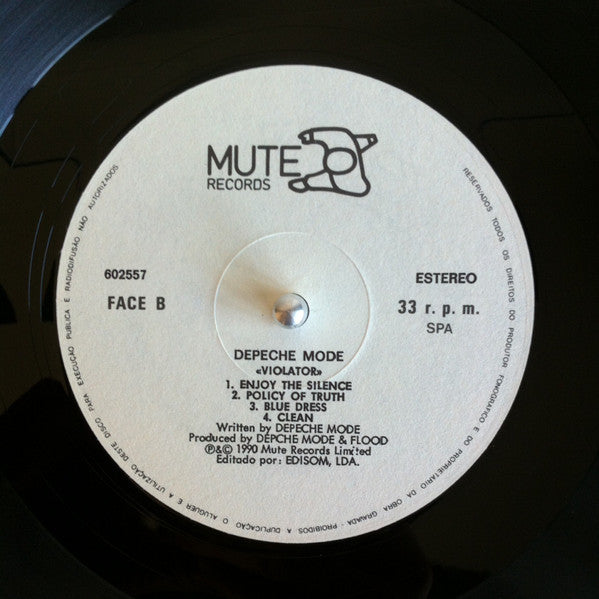 MUTE
RECORDS
602557
FACE B
ESTEREO
33 r. p. m.
SPA
DEPECHE MODE
«VIOLATOR»
1. ENJOY THE SILENCE
2. POLICY OF TRUTH
3. BLUE DRESS
4. CLEAN
Written by DEPECHE MODE
Produced by DEPCHE MODE & FLOOD
℗&© 1990 Mute Records Limited
Editado por: EDISOM, LDA.
RESERVADOS TODOS OS DIREITOS DO PRODUTOR FONOGRAFICO E DO PROPRIETARIO DA OBRA GRAVADA - PROIBIDOS A DUPLICAÇÃO O ALUGUER E A UTILIZAÇÃO DESTE DISCO PARA EXECUÇÃO PUBLICA E RADIODIFUSÃO NÃO AUTORIZADOS